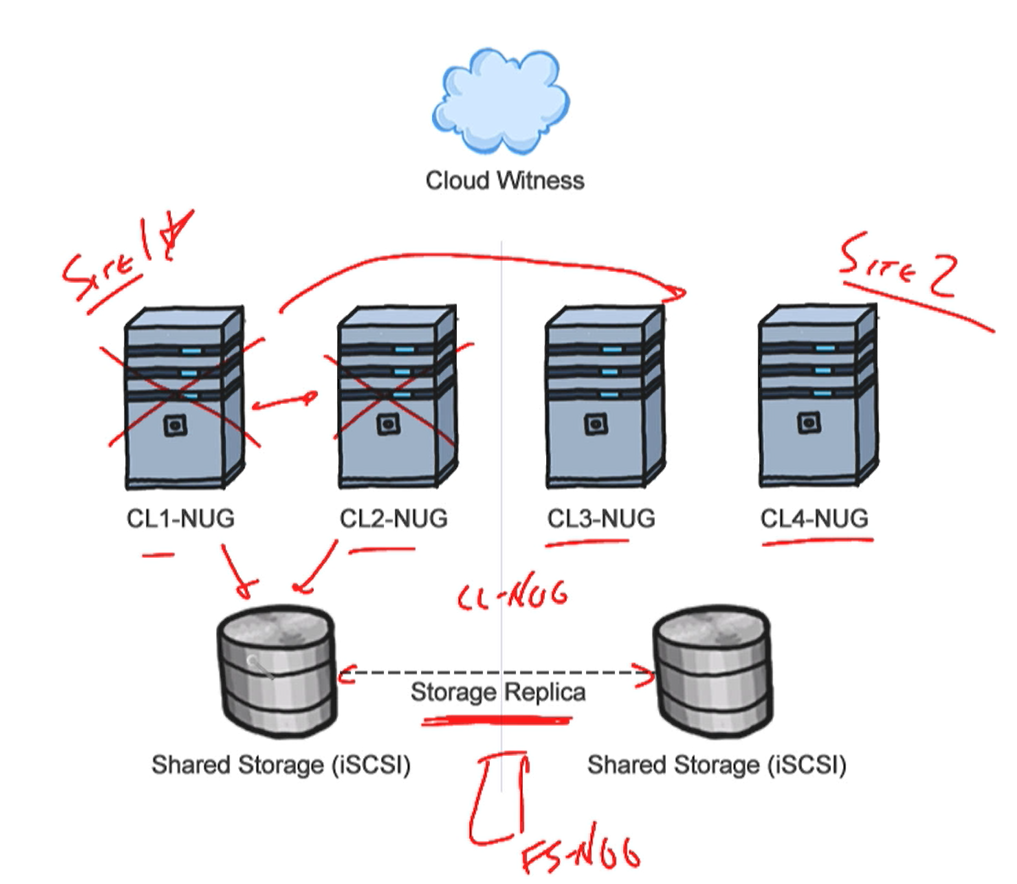 Cloud Witness
SITE 1
SITE 2
CL1-NUG
CL2-NUG
CL3-NUG
CL4-NUG
CL-NUG
Storage Replica
Shared Storage (iSCSI)
Shared Storage (iSCSI)
FS-NUG